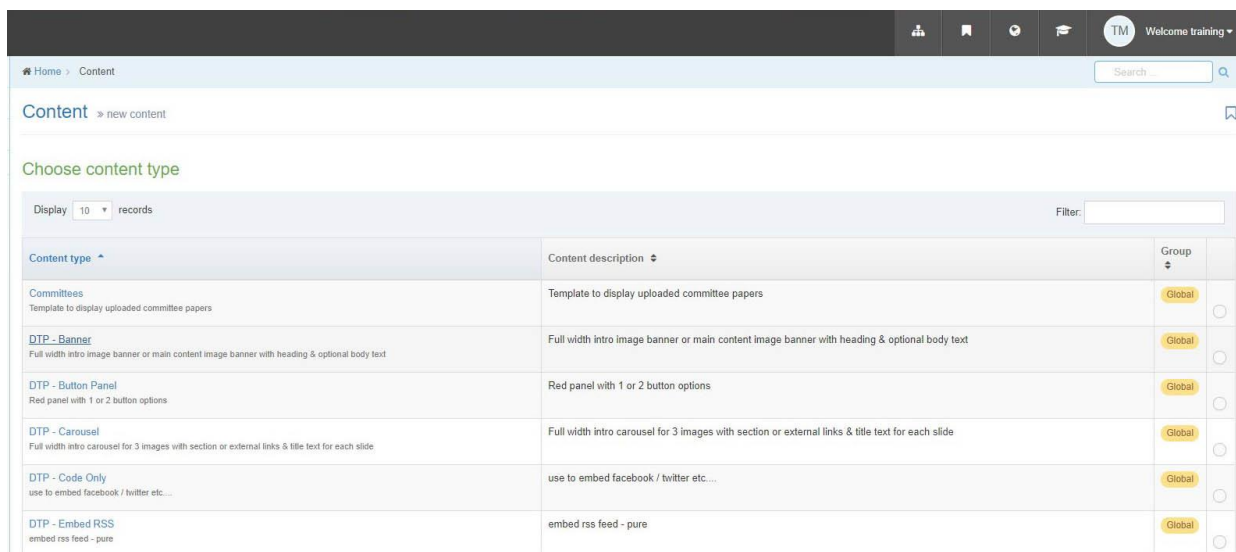 TM Welcome training
Home > Content Search ...
Content » new content
Choose content type
Display 10 records Filter:
Content type Content description Group
Committees Template to display uploaded committee papers Global
Template to display uploaded committee papers
DTP - Banner Full width intro image banner or main content image banner with heading & optional body text Global
Full width intro image banner or main content image banner with heading & optional body text
DTP - Button Panel Red panel with 1 or 2 button options Global
Red panel with 1 or 2 button options
DTP - Carousel Full width intro carousel for 3 images with section or external links & title text for each slide Global
Full width intro carousel for 3 images with section or external links & title text for each slide
DTP - Code Only use to embed facebook / twitter etc.... Global
use to embed facebook / twitter etc....
DTP - Embed RSS embed rss feed - pure Global
embed rss feed - pure